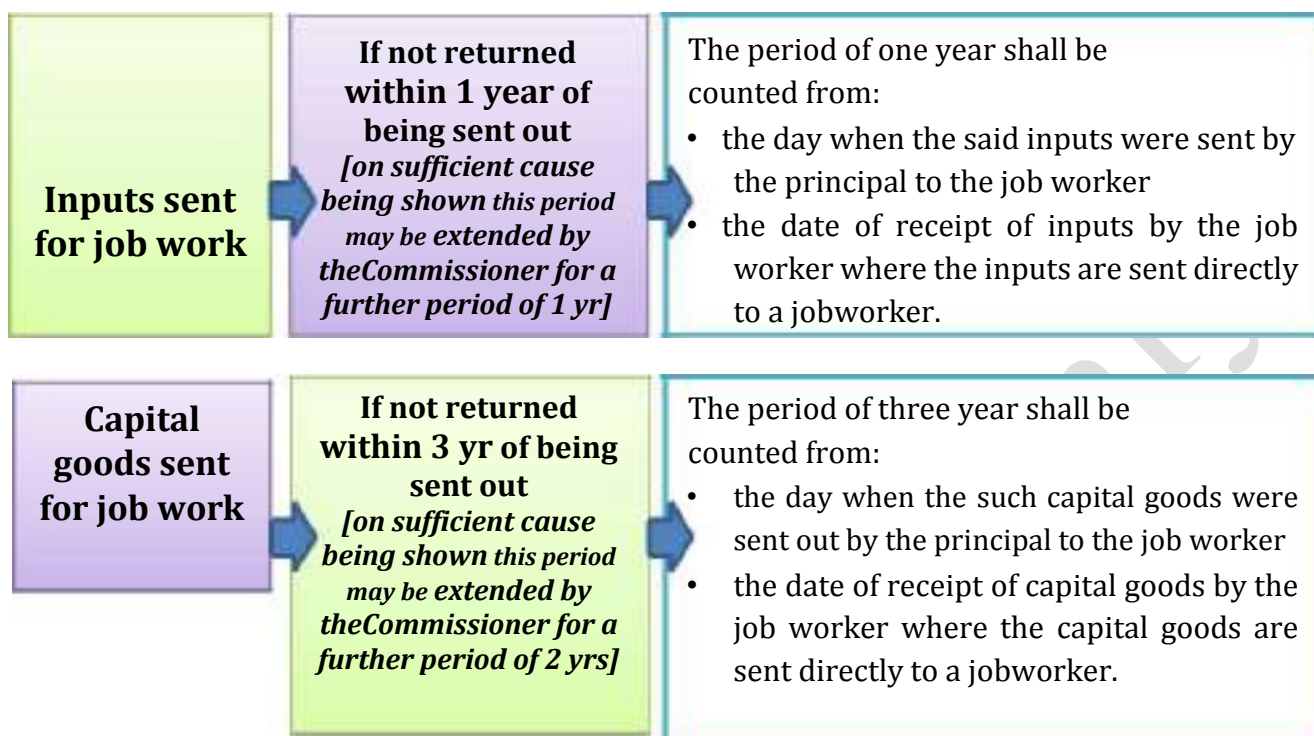 Inputs sent
for job work
If not returned
within 1 year of
being sent out
[on sufficient cause
being shown this period
may be extended by
theCommissioner for a
further period of 1 yr]
The period of one year shall be
counted from:
• the day when the said inputs were sent by
the principal to the job worker
• the date of receipt of inputs by the job
worker where the inputs are sent directly
to a jobworker.
Capital
goods sent
for job work
If not returned
within 3 yr of being
sent out
[on sufficient cause
being shown this period
may be extended by
theCommissioner for a
further period of 2 yrs]
The period of three year shall be
counted from:
• the day when the such capital goods were
sent out by the principal to the job worker
• the date of receipt of capital goods by the
job worker where the capital goods are
sent directly to a jobworker.